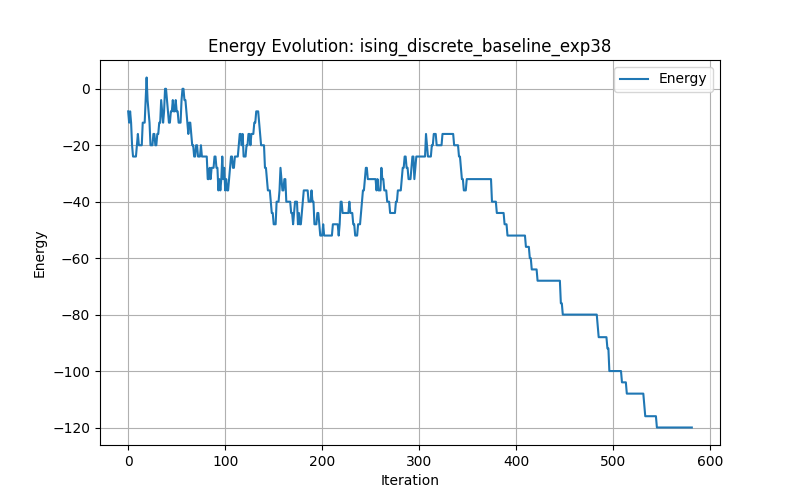 Energy Evolution: ising_discrete_baseline_exp38
Energy
0
−20
−40
−60
−80
−100
−120
Energy
0 100 200 300 400 500 600
Iteration